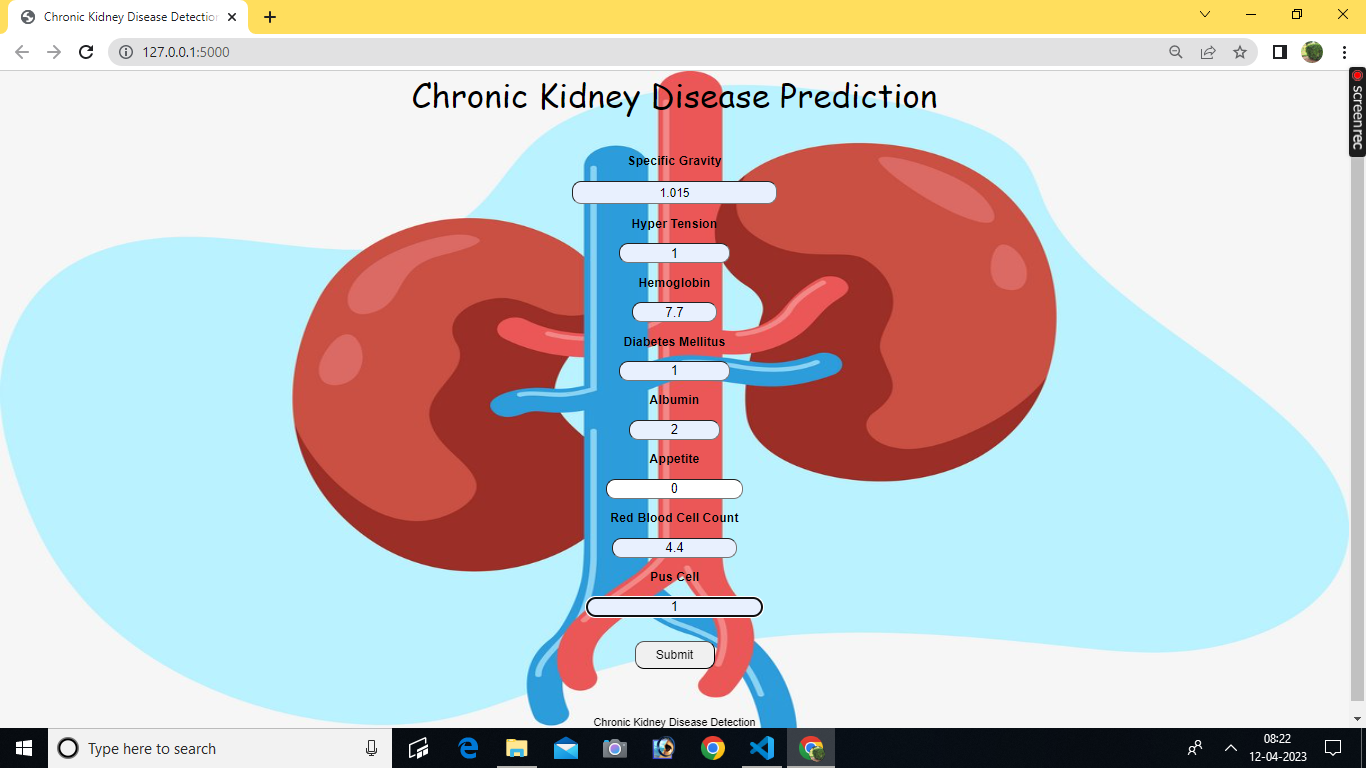 Chronic Kidney Disease Detection
127.0.0.1:5000
screenrec
Chronic Kidney Disease Prediction
Specific Gravity
1.015
Hyper Tension
1
Hemoglobin
7.7
Diabetes Mellitus
1
Albumin
2
Appetite
0
Red Blood Cell Count
4.4
Pus Cell
1
Submit
Chronic Kidney Disease Detection
Type here to search
08:22
12-04-2023